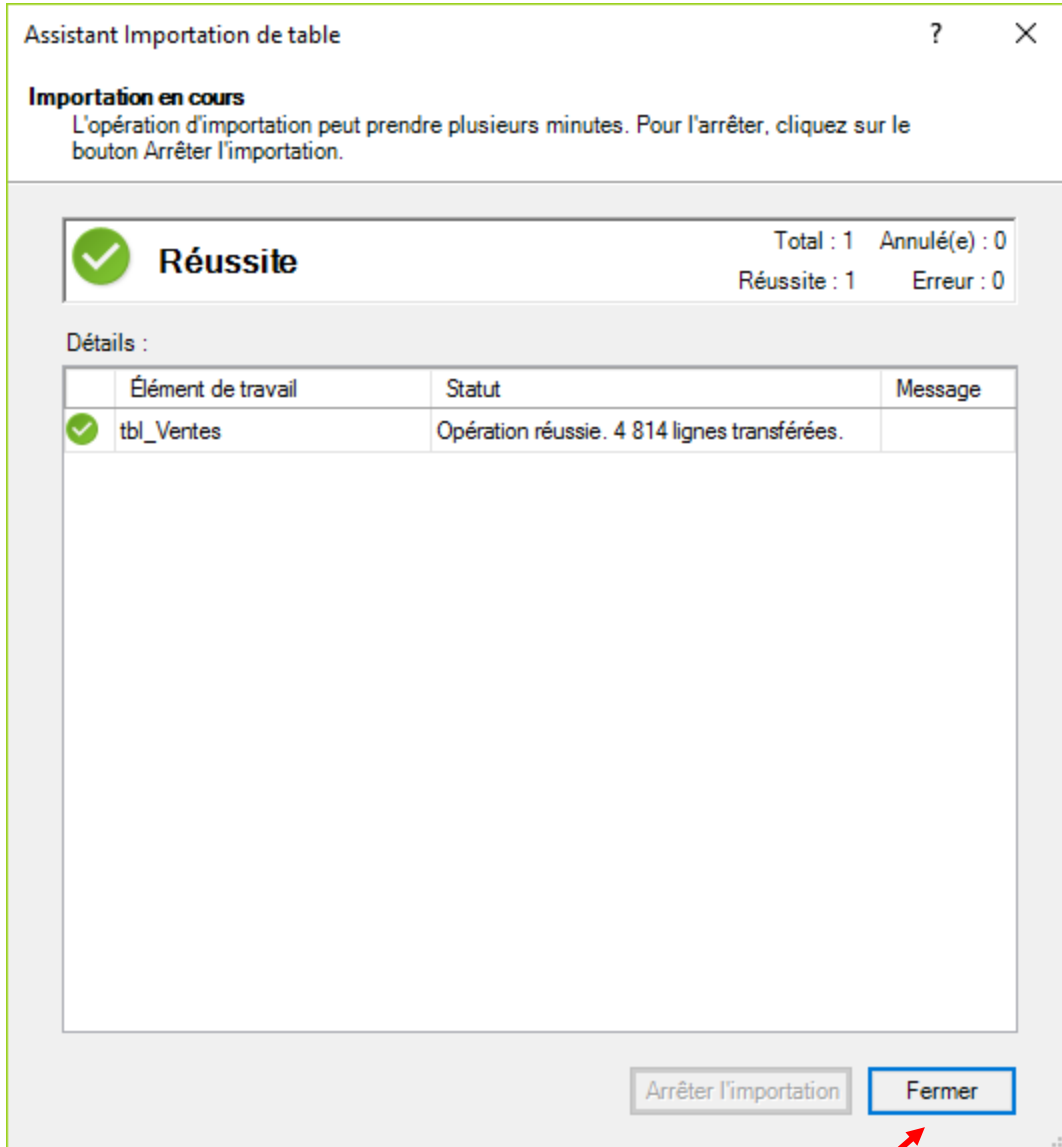 Assistant Importation de table ?
Importation en cours
L'opération d'importation peut prendre plusieurs minutes. Pour l'arrêter, cliquez sur le
bouton Arrêter l'importation.
Réussite
Total : 1 Annulé(e) : 0
Réussite : 1 Erreur : 0
Détails :
Élément de travail Statut Message
tbl_Ventes Opération réussie. 4 814 lignes transférées.
Arrêter l'importation Fermer